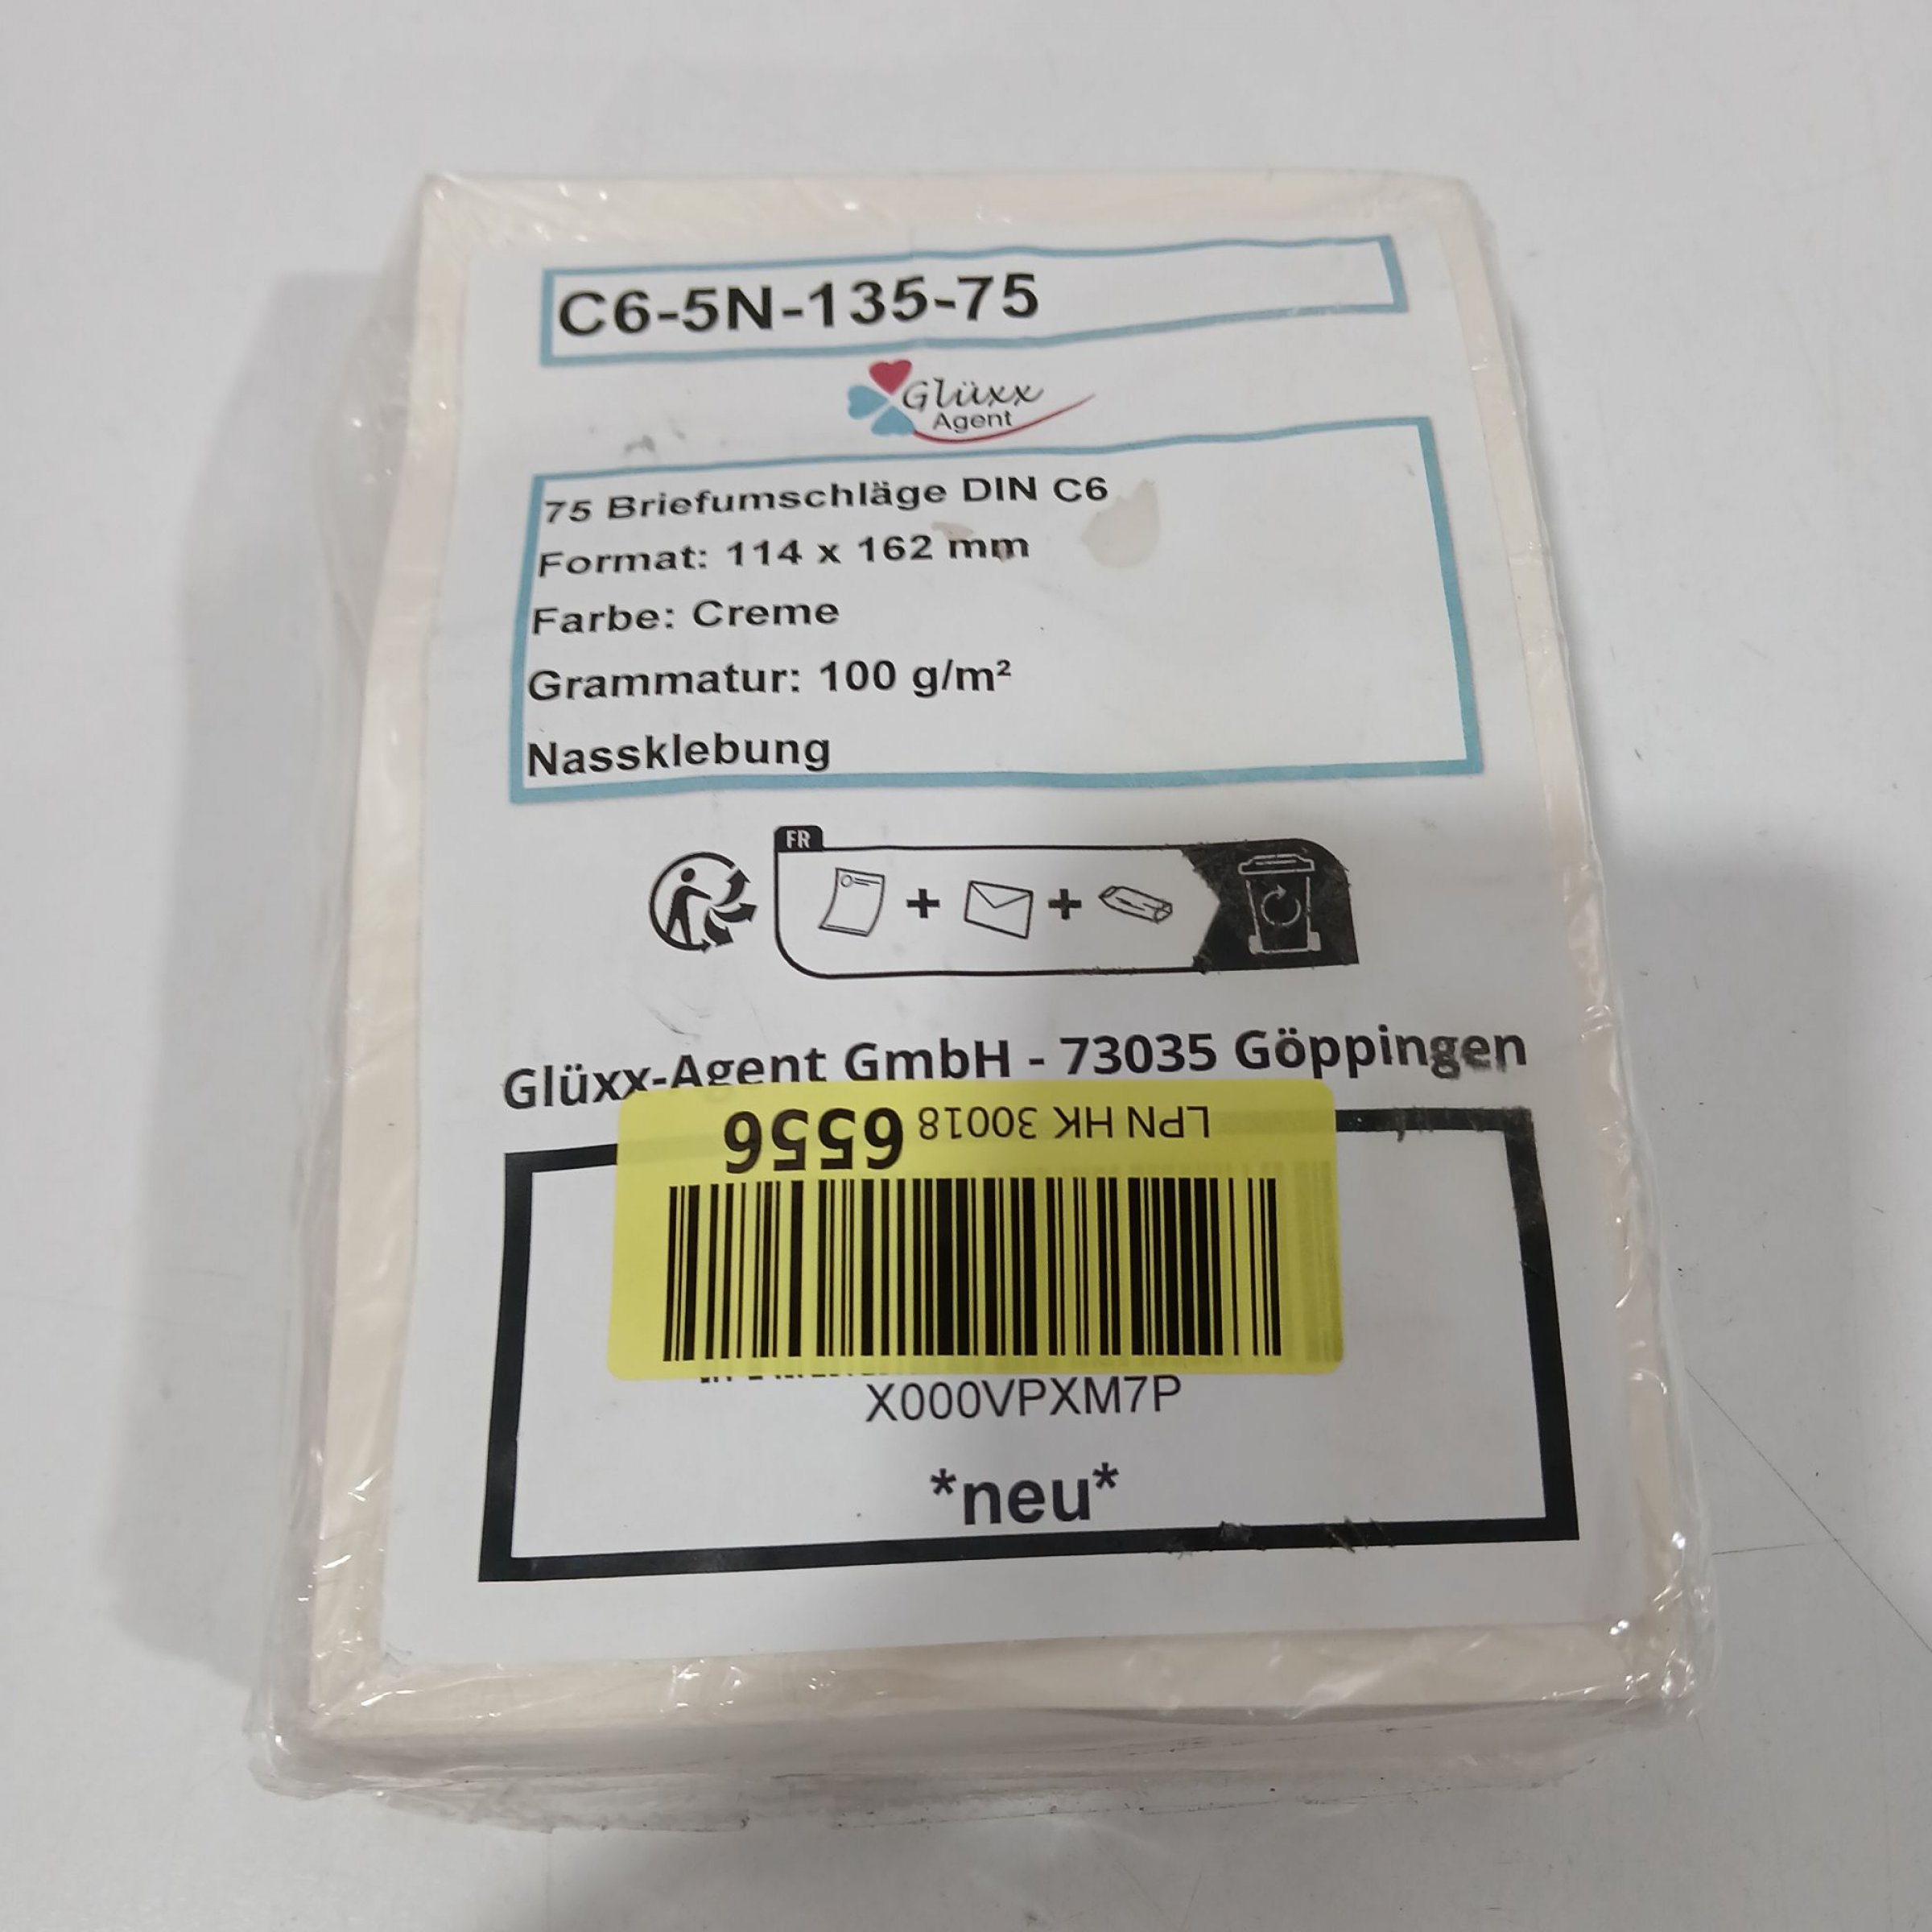 C6-5N-135-75
Glüxx
Agent
75 Briefumschläge DIN C6
Format: 114 x 162 mm
Farbe: Creme
Grammatur: 100 g/m²
Nassklebung
FR
Glüxx-Agent GmbH - 73035 Göppingen
LPN HK 30018 6556
X000VPXM7P
*neu*